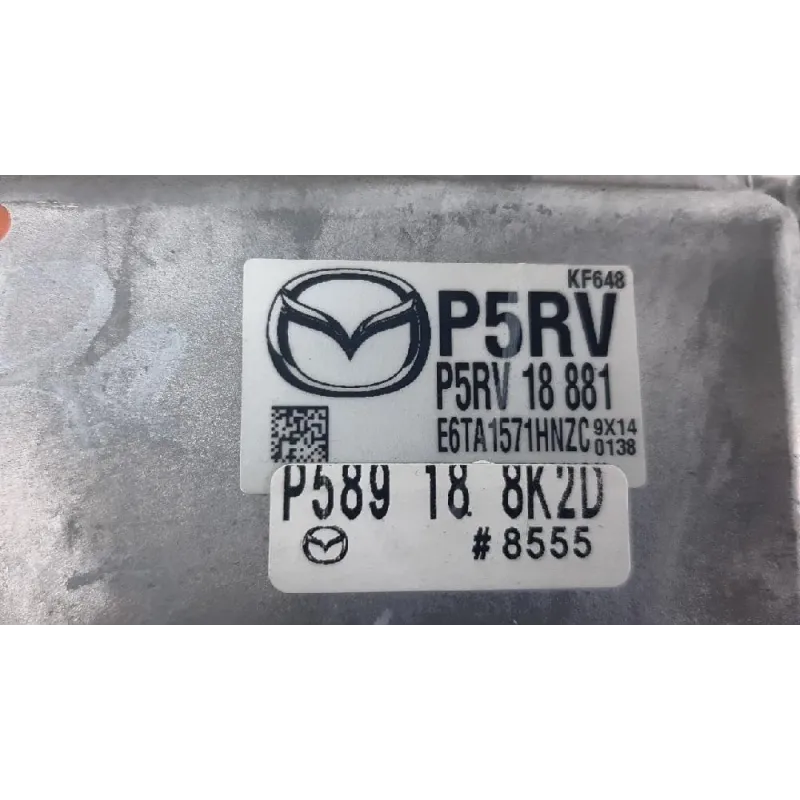 KF648
P5RV
P5RV 18 881
E6TA1571HNZC 9X14
0138
P589 18 8K2D
#8555